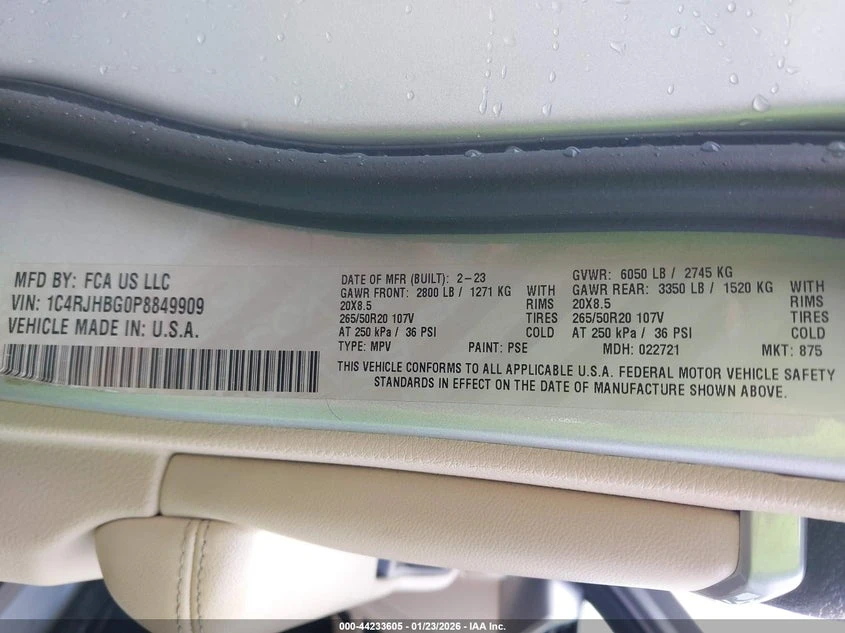 MFD BY: FCA US LLC
VIN: 1C4RJHBG0P8849909
VEHICLE MADE IN: U.S.A.
DATE OF MFR (BUILT): 2-23
GAWR FRONT: 2800 LB / 1271 KG WITH
20X8.5 RIMS
265/50R20 107V TIRES
AT 250 kPa / 36 PSI COLD
GVWR: 6050 LB / 2745 KG
GAWR REAR: 3350 LB / 1520 KG WITH
20X8.5 RIMS
265/50R20 107V TIRES
AT 250 kPa / 36 PSI COLD
TYPE: MPV PAINT: PSE MDH: 022721 MKT: 875
THIS VEHICLE CONFORMS TO ALL APPLICABLE U.S.A. FEDERAL MOTOR VEHICLE SAFETY
STANDARDS IN EFFECT ON THE DATE OF MANUFACTURE SHOWN ABOVE.
000-44233605 - 01/23/2026 - IAA Inc.